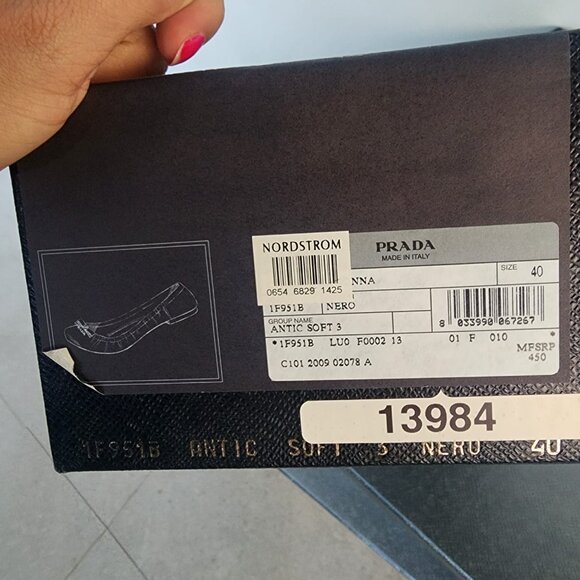 NORDSTROM
0654 6829 1425
PRADA
MADE IN ITALY
NNA
SIZE 40
1F951B NERO
GROUP NAME
ANTIC SOFT 3
8 033990 067267
*1F951B LU0 F0002 13 01 F 010
MFSRP
450
C101 2009 02078 A
13984
1F951B ANTIC SOFT 3 NERO 40